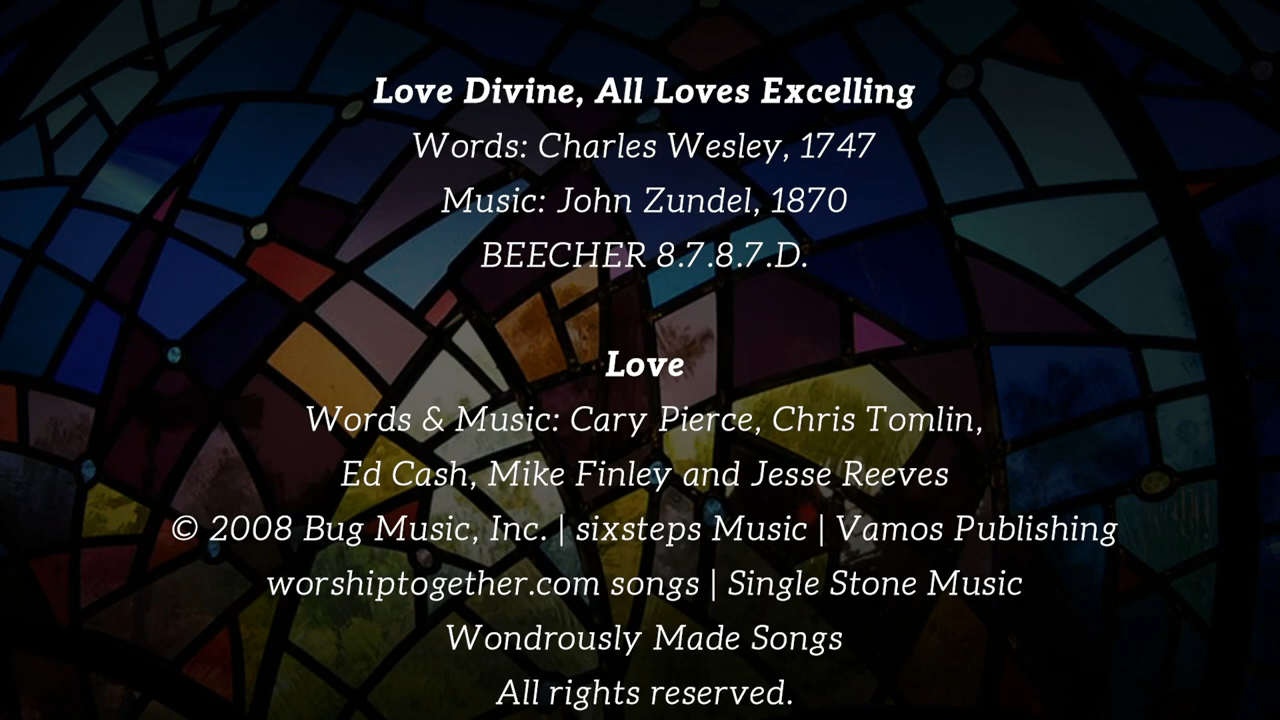 Love Divine, All Loves Excelling
Words: Charles Wesley, 1747
Music: John Zundel, 1870
BEECHER 8.7.8.7.D.
Love
Words & Music: Cary Pierce, Chris Tomlin,
Ed Cash, Mike Finley and Jesse Reeves
© 2008 Bug Music, Inc. | sixsteps Music | Vamos Publishing
worshiptogether.com songs | Single Stone Music
Wondrously Made Songs
All rights reserved.